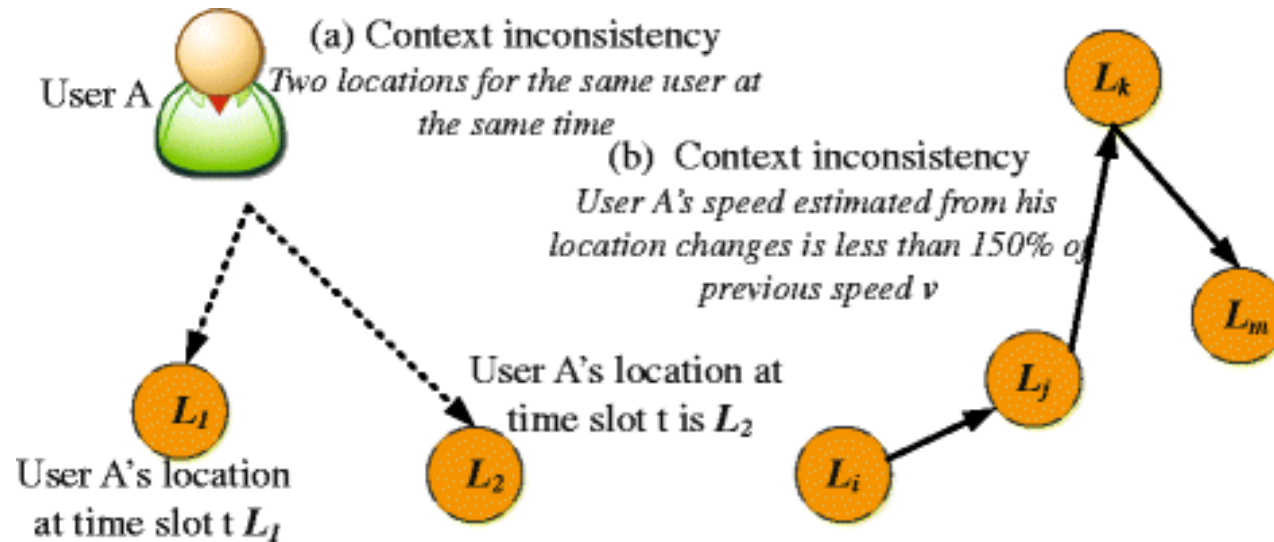 (a) Context inconsistency
Two locations for the same user at
the same time
User A
(b) Context inconsistency
User A's speed estimated from his
location changes is less than 150% of
previous speed v
L1
User A's location
at time slot t L1
User A's location at
time slot t is L2
L2
Li
Lj
Lk
Lm